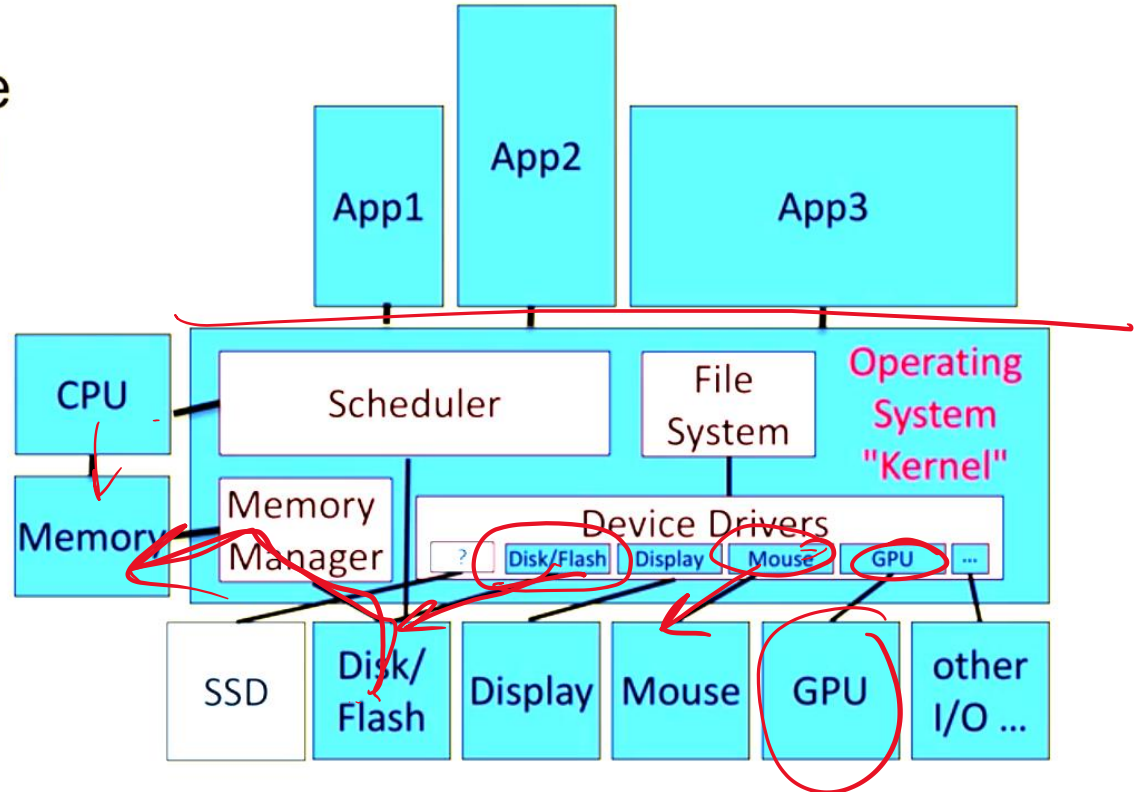 e
App1
App2
App3
CPU
Memory
Scheduler
File
System
Operating
System
"Kernel"
Memory
Manager
Device Drivers
?
Disk/Flash
Display
Mouse
GPU
...
SSD
Disk/
Flash
Display
Mouse
GPU
other
I/O ...